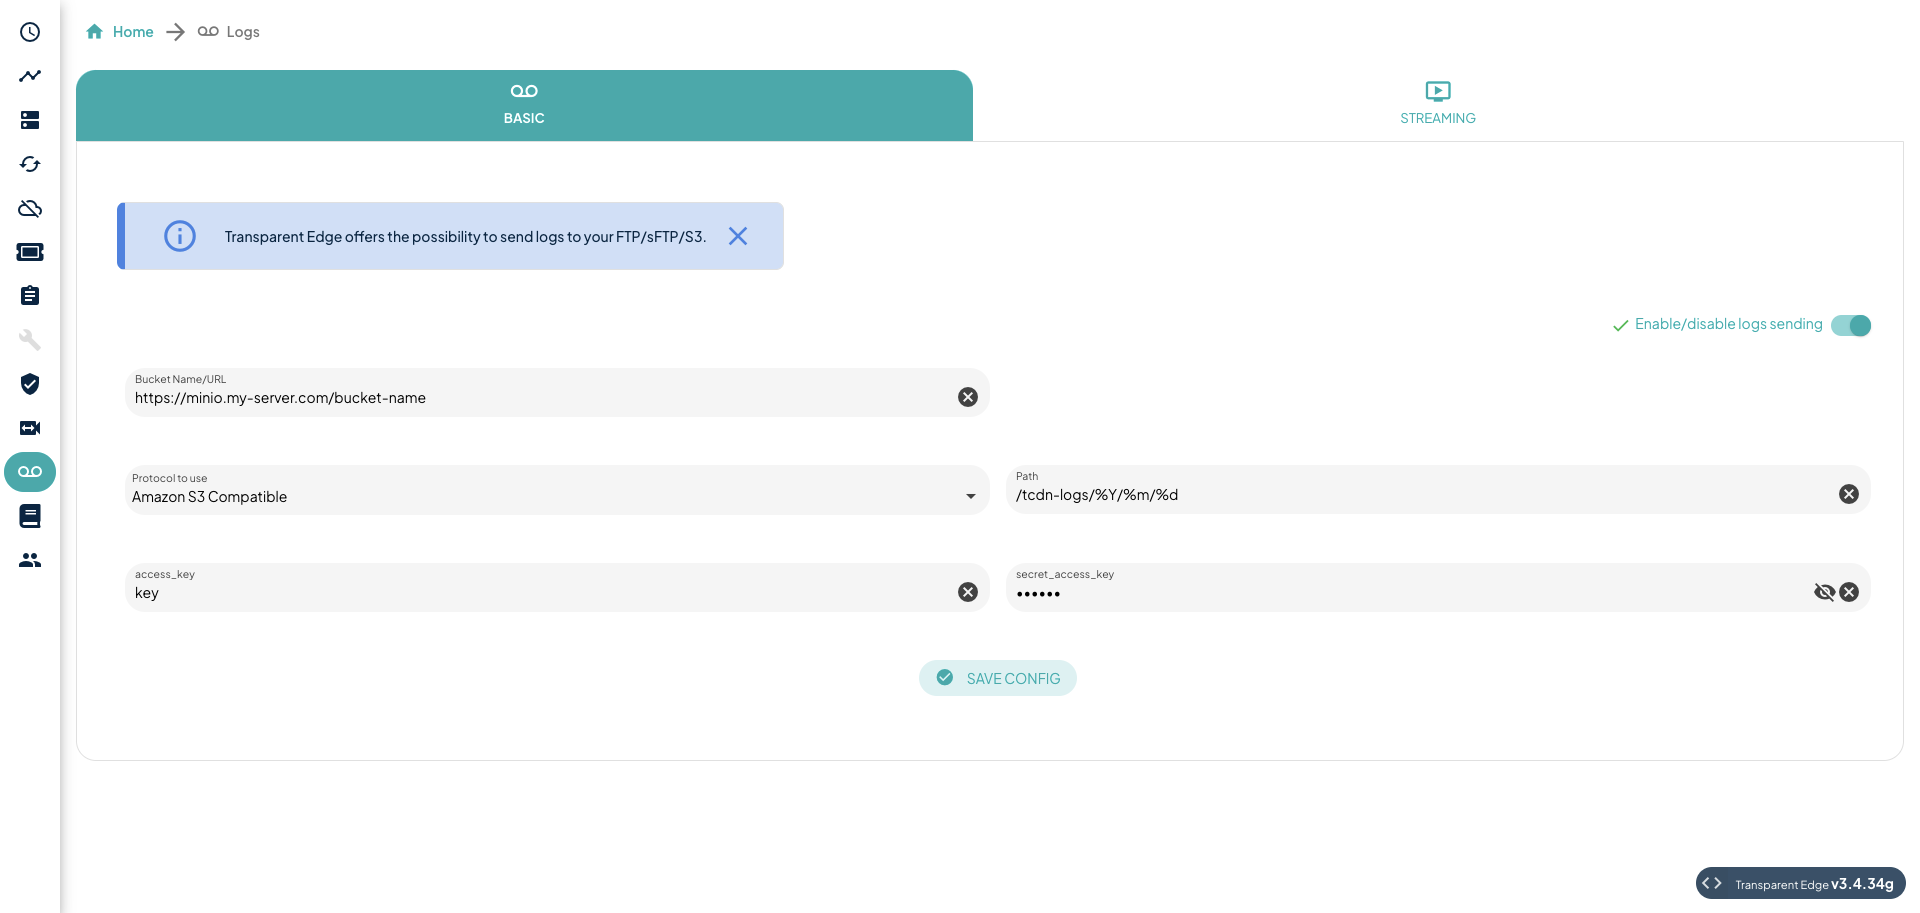 Home
Logs
BASIC
STREAMING
Transparent Edge offers the possibility to send logs to your FTP/sFTP/S3.
Enable/disable logs sending
Bucket Name/URL
https://minio.my-server.com/bucket-name
Protocol to use
Amazon S3 Compatible
Path
/tcdn-logs/%Y/%m/%d
access_key
key
secret_access_key
••••••
SAVE CONFIG
Transparent Edge v3.4.34g